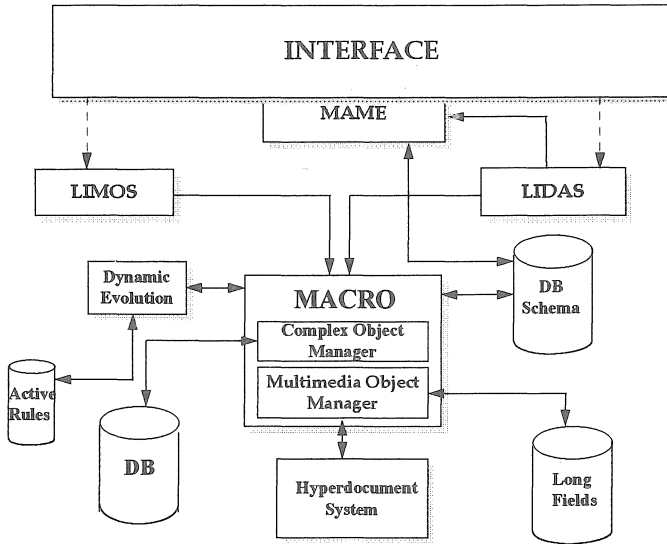 INTERFACE
MAME
LIMOS
LIDAS
Dynamic
Evolution
MACRO
Complex Object
Manager
Multimedia Object
Manager
DB
Schema
Active
Rules
DB
Hyperdocument
System
Long
Fields